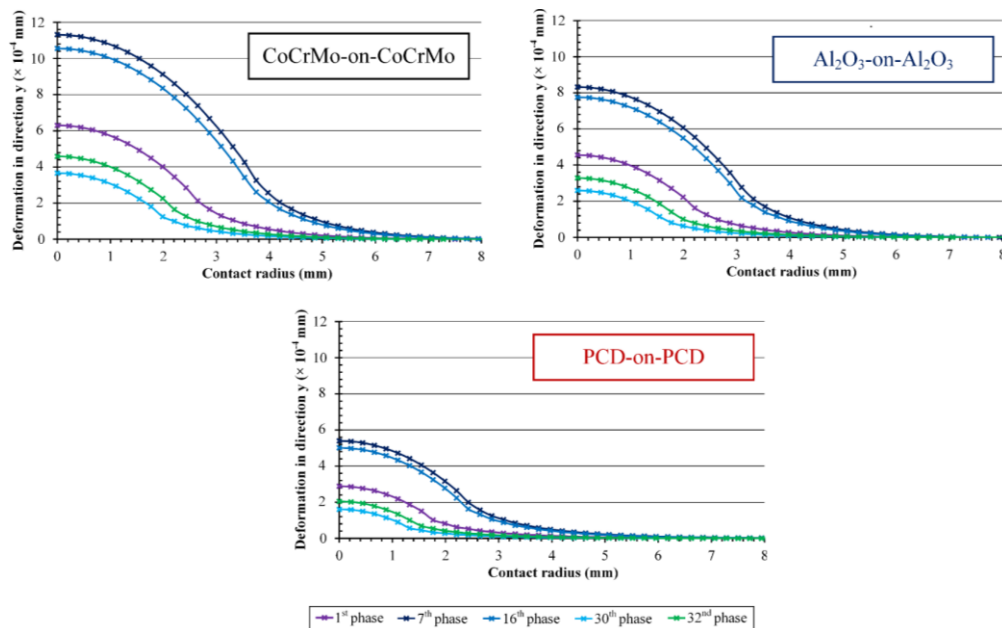 CoCrMo-on-CoCrMo
Deformation in direction y (× 10⁻⁴ mm)
12
10
8
6
4
2
0
0 1 2 3 4 5 6 7 8
Contact radius (mm)
Al₂O₃-on-Al₂O₃
Deformation in direction y (× 10⁻⁴ mm)
12
10
8
6
4
2
0
0 1 2 3 4 5 6 7 8
Contact radius (mm)
PCD-on-PCD
Deformation in direction y (× 10⁻⁴ mm)
12
10
8
6
4
2
0
0 1 2 3 4 5 6 7 8
Contact radius (mm)
1ˢᵗ phase 7ᵗʰ phase 16ᵗʰ phase 30ᵗʰ phase 32ⁿᵈ phase